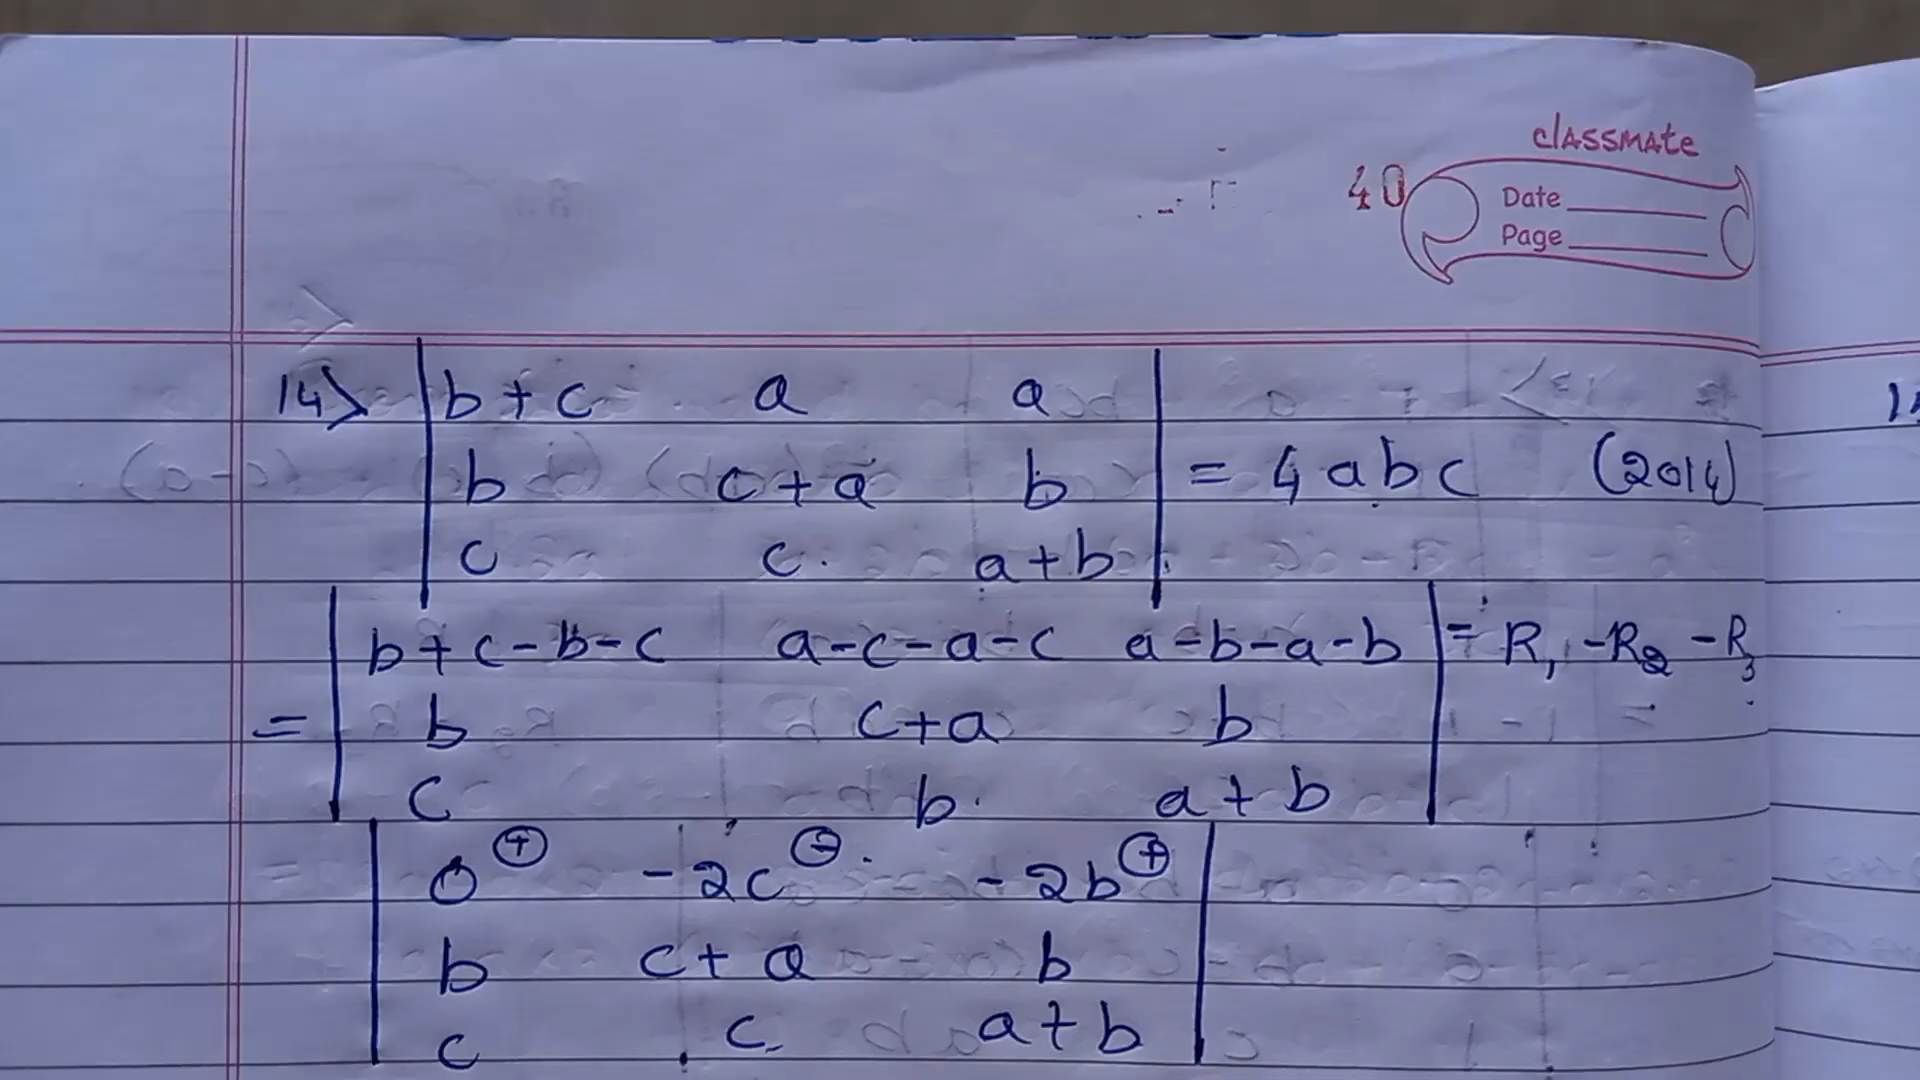 classmate
40
Date
Page
14> | b+c a a |
| b c+a b | = 4abc (2014)
| c c. a+b |
| b+c-b-c a-c-a-c a-b-a-b | = R₁ -R₂ -R₃
= | b c+a b |
| c b. a+b |
| 0 ⊕ -2c ⊖ -2b ⊕ |
| b c+a b |
| c c a+b |